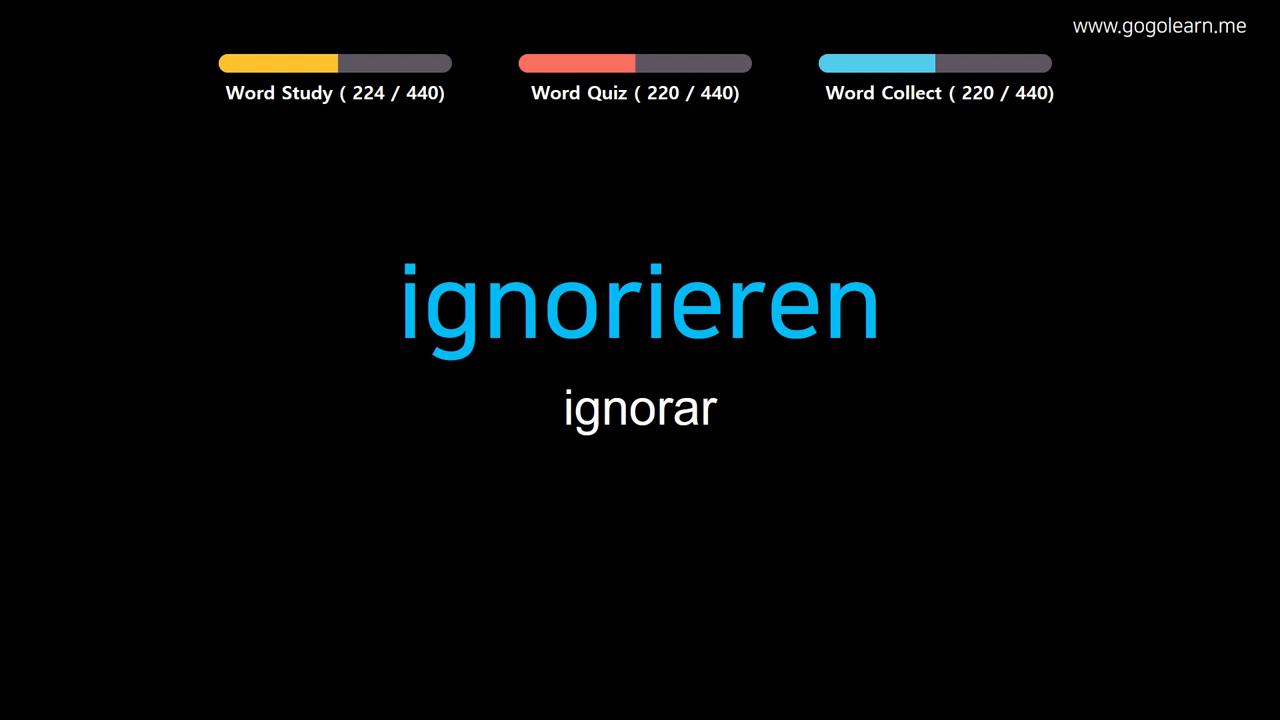 www.gogolearn.me
Word Study ( 224 / 440)
Word Quiz ( 220 / 440)
Word Collect ( 220 / 440)
ignorieren
ignorar